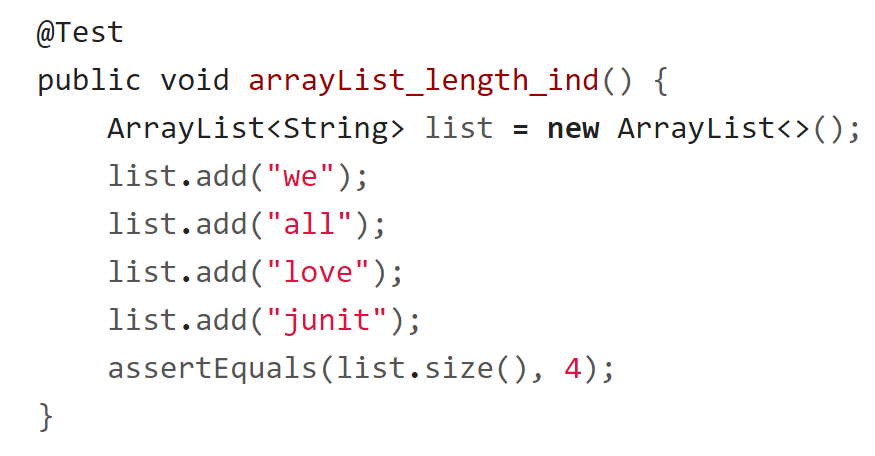 @Test
public void arrayList_length_ind() {
    ArrayList<String> list = new ArrayList<>();
    list.add("we");
    list.add("all");
    list.add("love");
    list.add("junit");
    assertEquals(list.size(), 4);
}